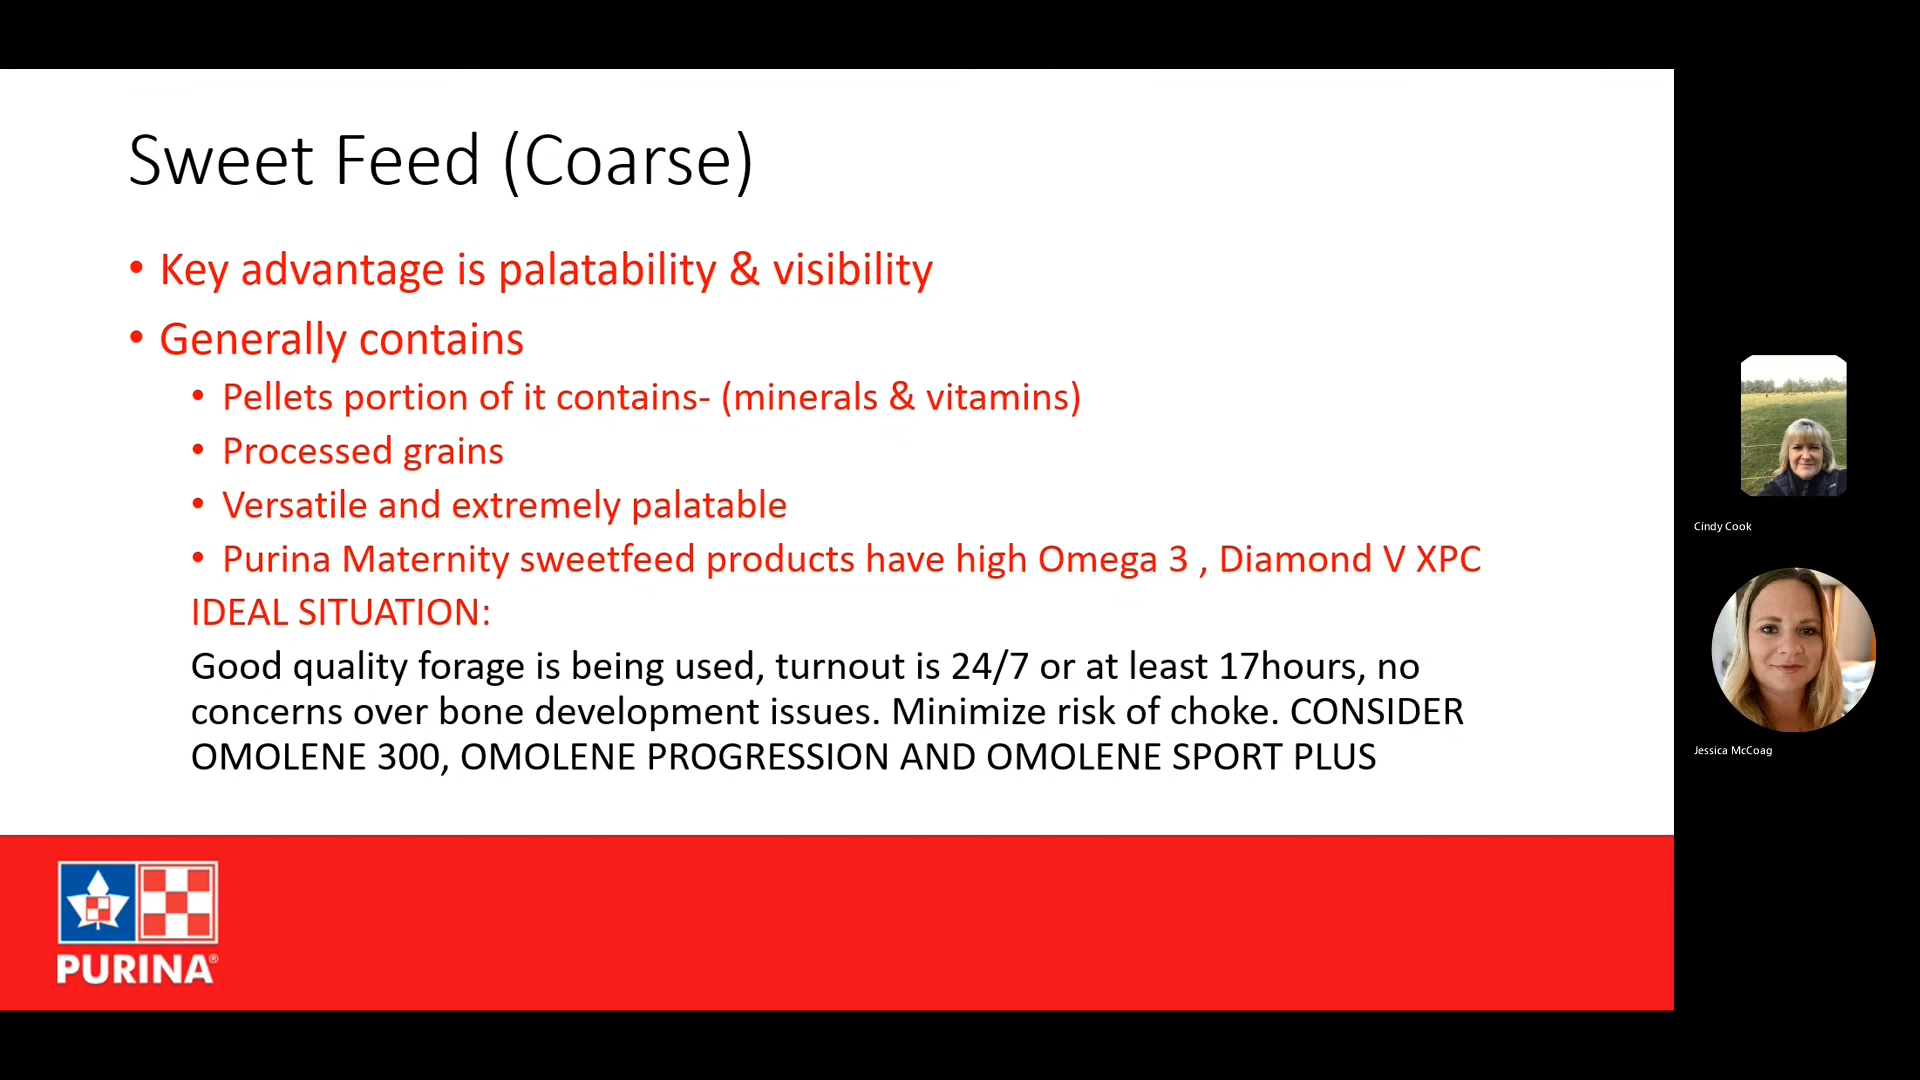 Sweet Feed (Coarse)
• Key advantage is palatability & visibility
• Generally contains
• Pellets portion of it contains- (minerals & vitamins)
• Processed grains
• Versatile and extremely palatable
• Purina Maternity sweetfeed products have high Omega 3 , Diamond V XPC
IDEAL SITUATION:
Good quality forage is being used, turnout is 24/7 or at least 17hours, no
concerns over bone development issues. Minimize risk of choke. CONSIDER
OMOLENE 300, OMOLENE PROGRESSION AND OMOLENE SPORT PLUS
PURINA®
Cindy Cook
Jessica McCoag